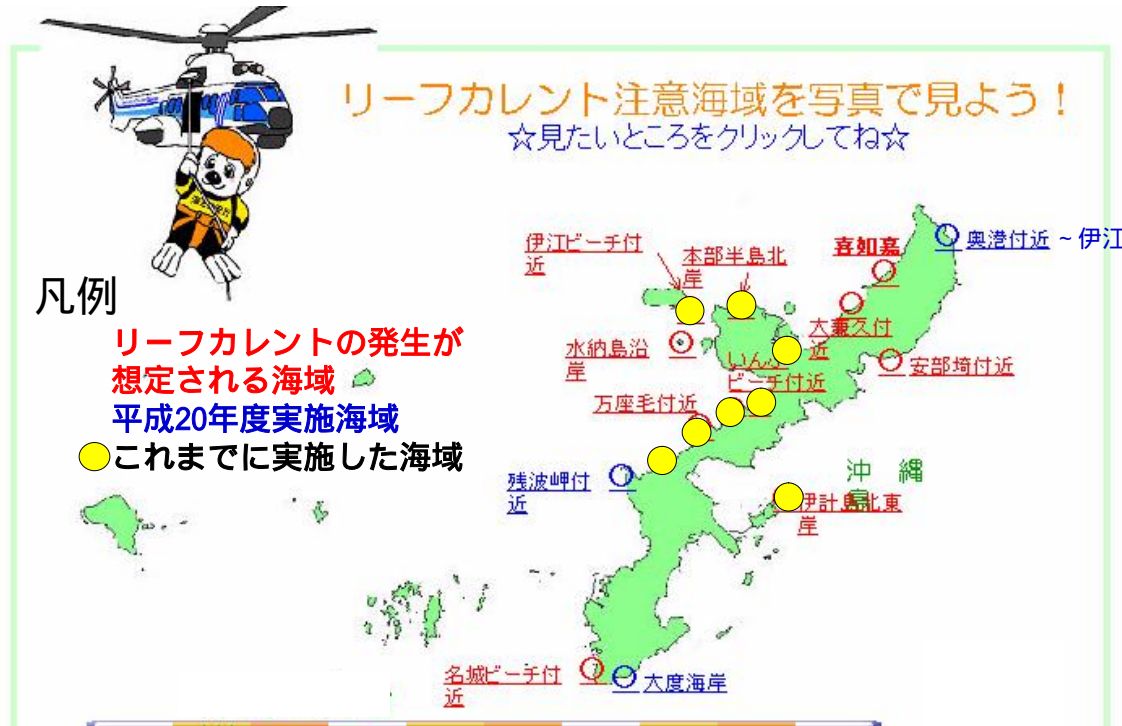 リーフカレント注意海域を写真で見よう!
☆見たいところをクリックしてね☆
凡例
リーフカレントの発生が
想定される海域
平成20年度実施海域
これまでに実施した海域
伊江ビーチ付
近
本部半島北
岸
喜如嘉
奥港付近 ~ 伊江
水納島沿
岸
大兼久付
近
いんぶ
ビーチ付近
安部埼付近
万座毛付近
残波岬付
近
沖 縄
島
伊計島北東
岸
名城ビーチ付
近
大度海岸